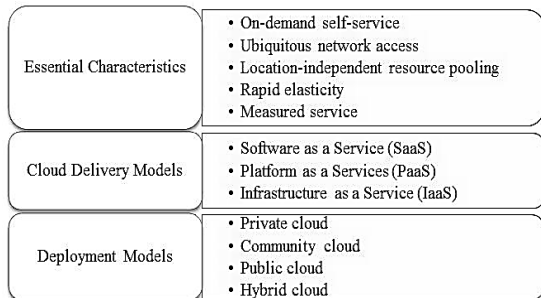 Essential Characteristics
• On-demand self-service
• Ubiquitous network access
• Location-independent resource pooling
• Rapid elasticity
• Measured service
Cloud Delivery Models
• Software as a Service (SaaS)
• Platform as a Services (PaaS)
• Infrastructure as a Service (IaaS)
Deployment Models
• Private cloud
• Community cloud
• Public cloud
• Hybrid cloud